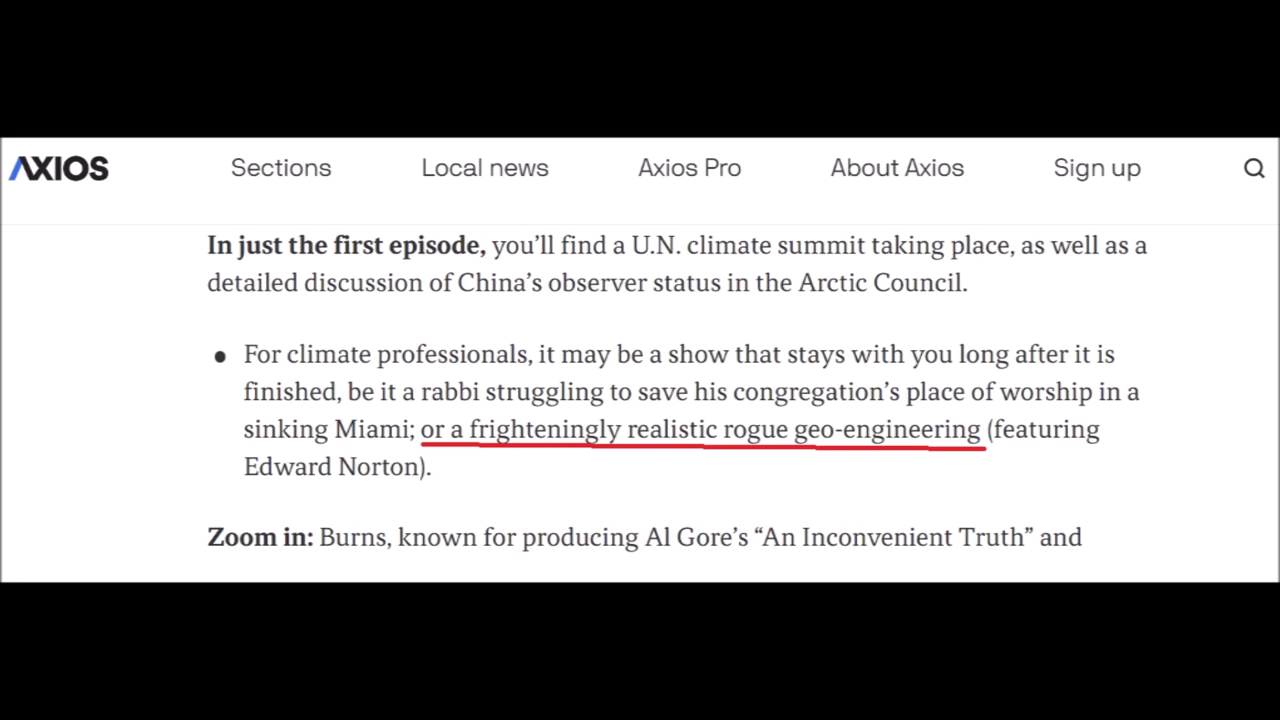 AXIOS Sections Local news Axios Pro About Axios Sign up
In just the first episode, you’ll find a U.N. climate summit taking place, as well as a
detailed discussion of China’s observer status in the Arctic Council.
● For climate professionals, it may be a show that stays with you long after it is
finished, be it a rabbi struggling to save his congregation’s place of worship in a
sinking Miami; or a frighteningly realistic rogue geo-engineering (featuring
Edward Norton).
Zoom in: Burns, known for producing Al Gore’s “An Inconvenient Truth” and